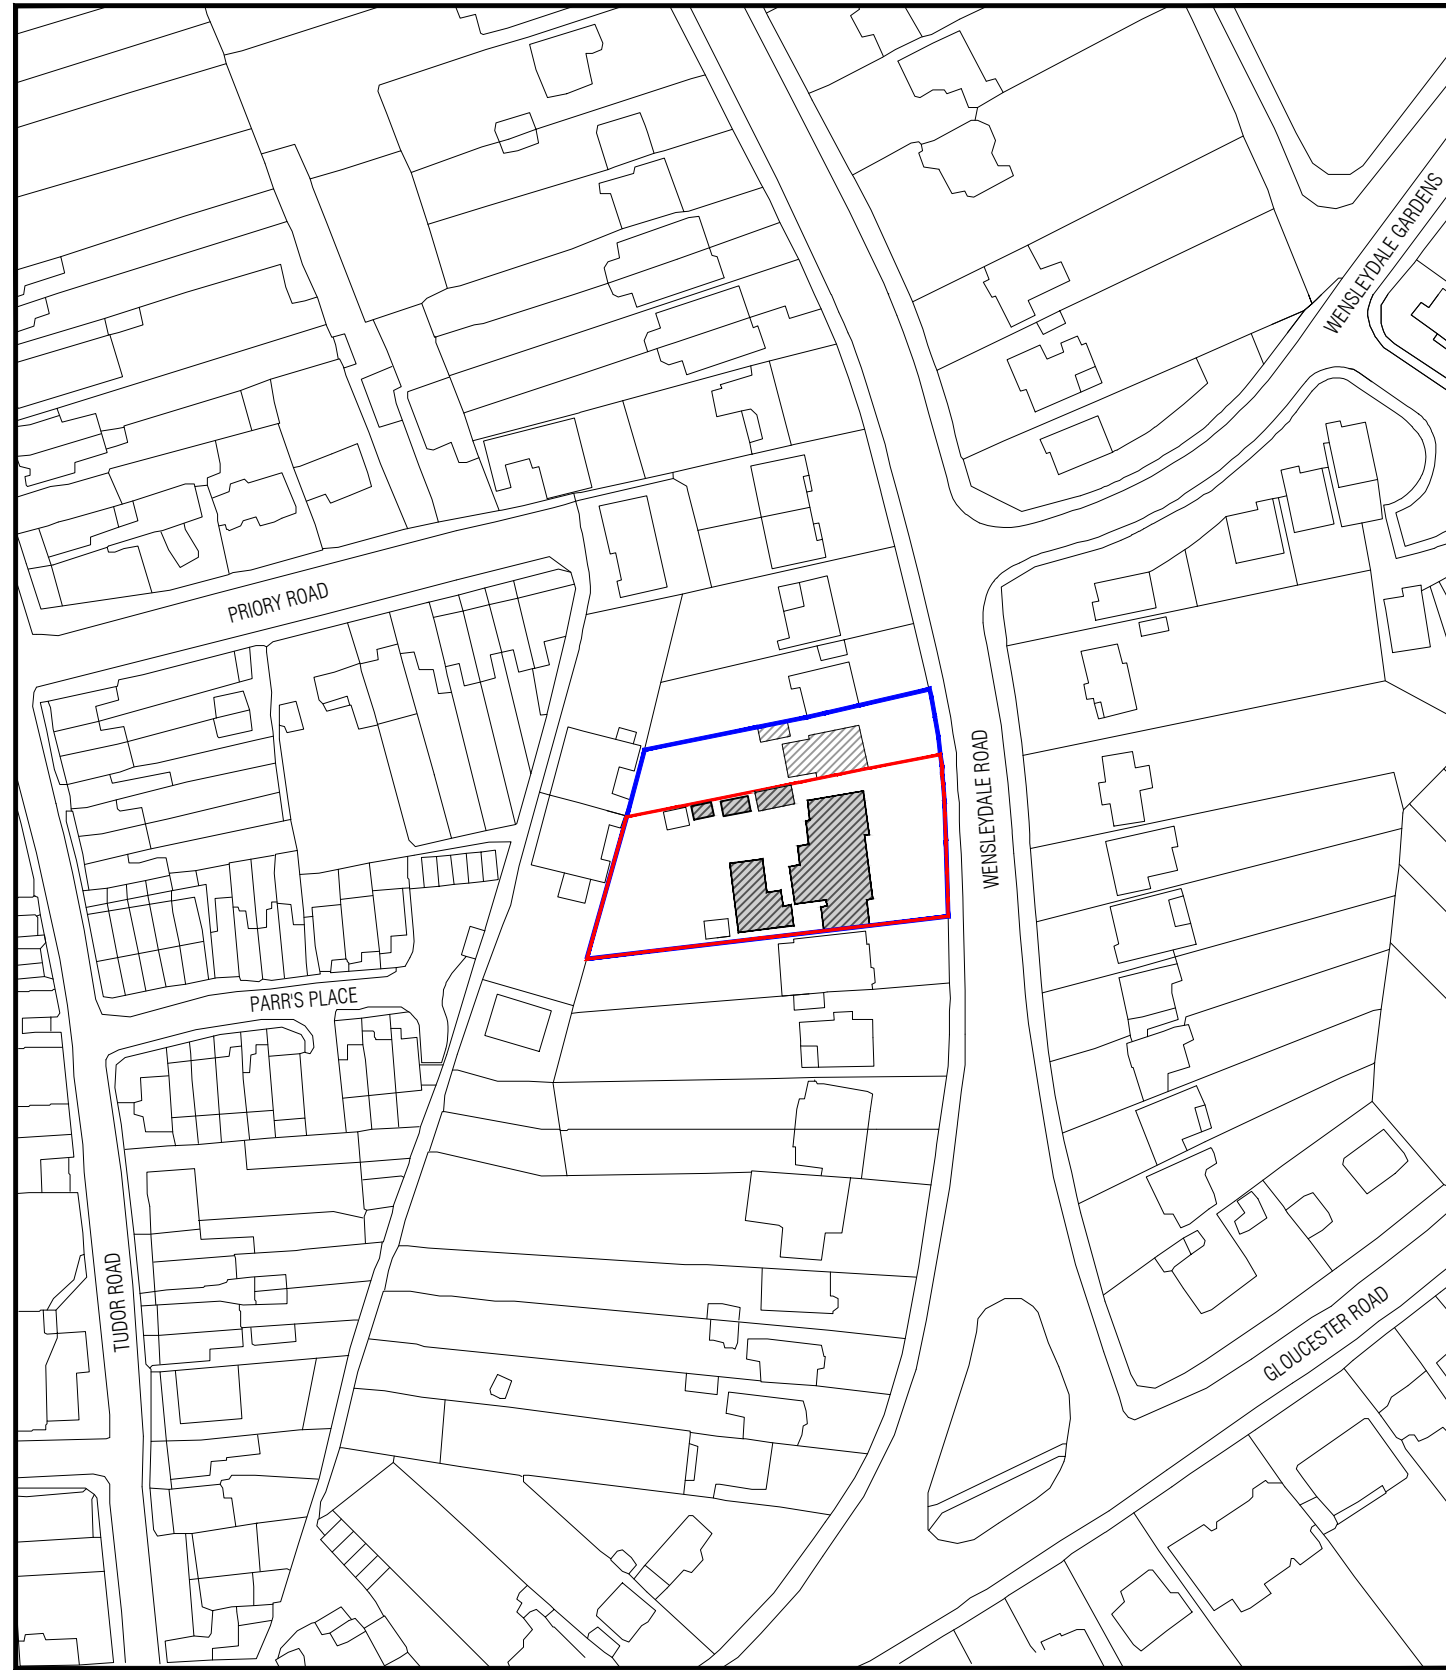 WENSLEYDALE GARDENS
PRIORY ROAD
WENSLEYDALE ROAD
PARR'S PLACE
TUDOR ROAD
GLOUCESTER ROAD